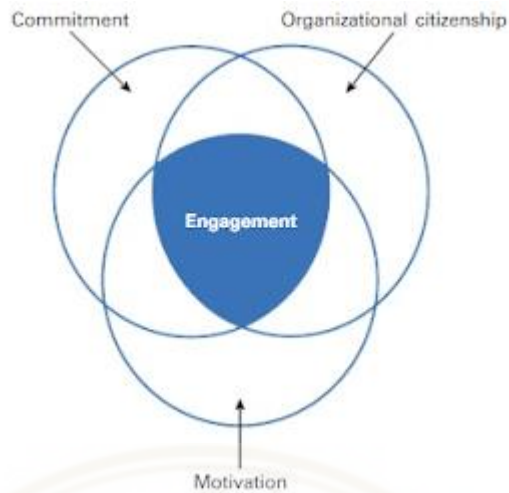 Commitment
Organizational citizenship
Engagement
Motivation